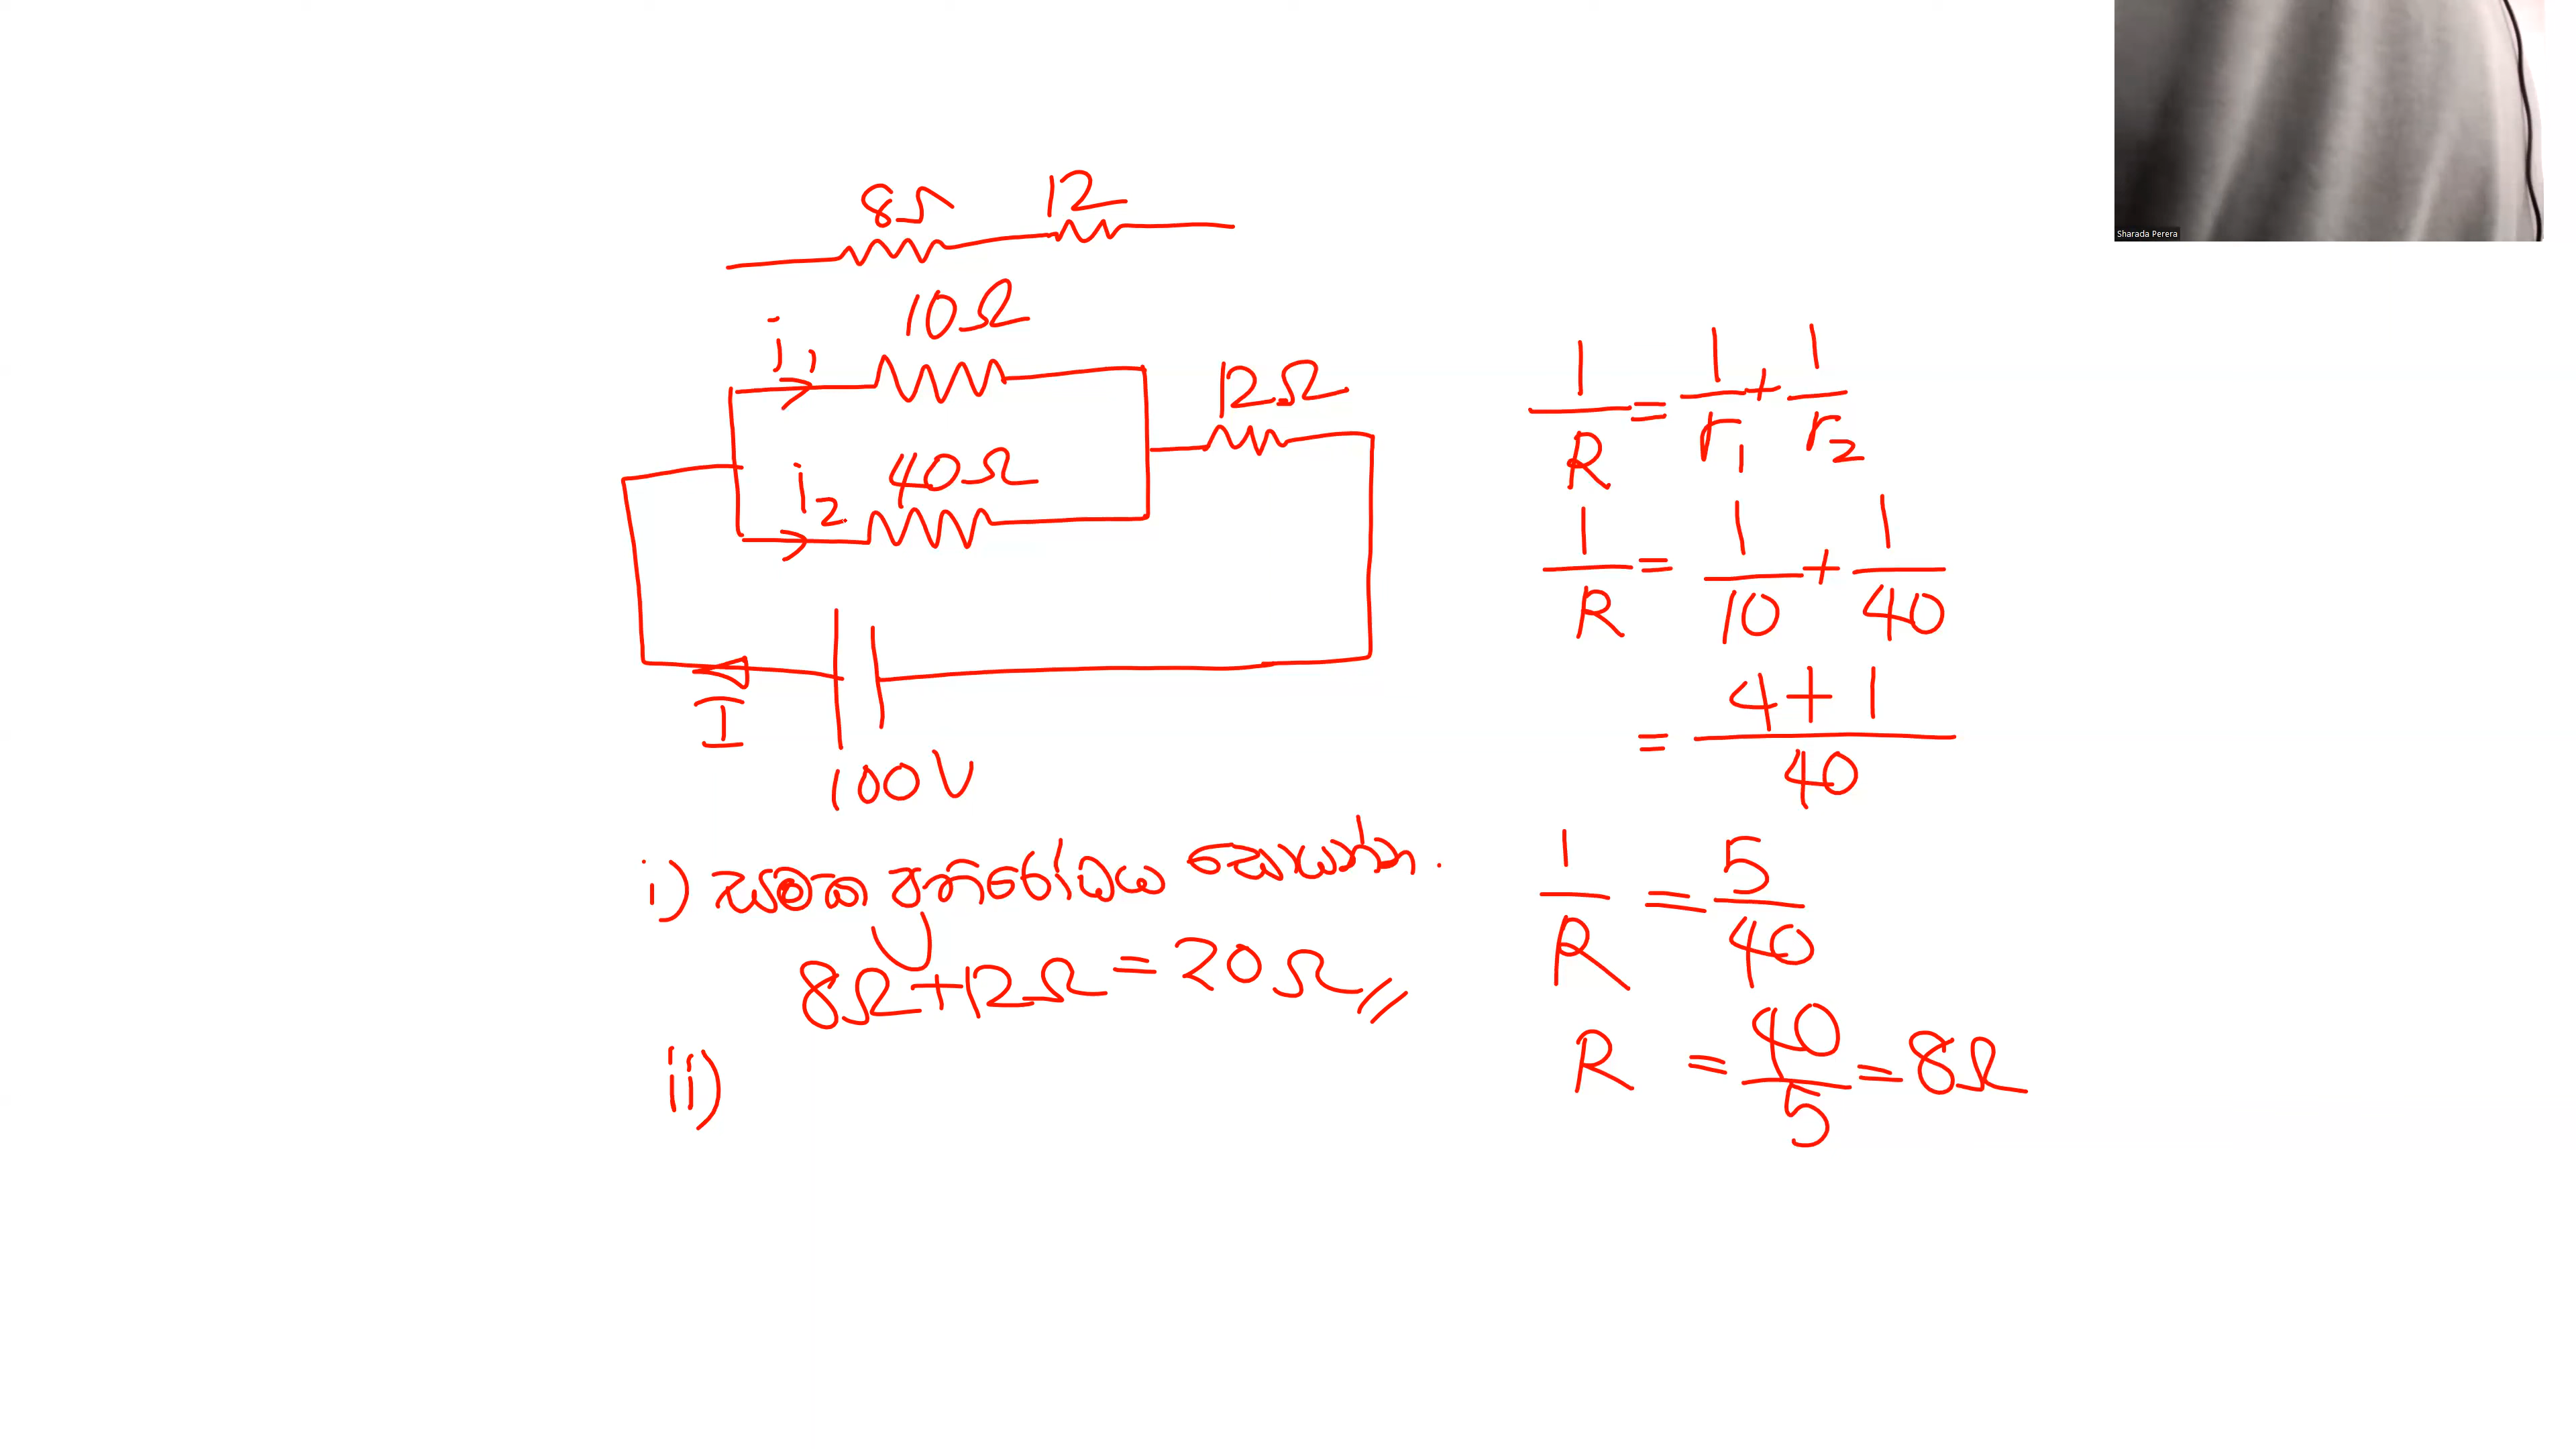 Sharada Perera
8Ω 12
10Ω
i₁
12Ω
40Ω
i₂
I
100V
i) සමක ප්‍රතිරෝධය සොයන්න.
8Ω+12Ω = 20Ω
ii)
1/R = 1/r₁ + 1/r₂
1/R = 1/10 + 1/40
= 4+1/40
1/R = 5/40
R = 40/5 = 8Ω